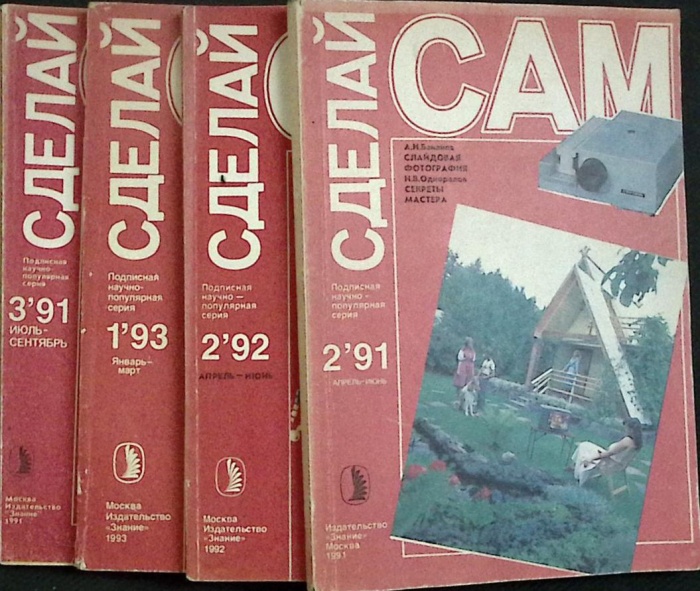 СДЕЛАЙ
Подписная
научно-
популярная
серия
3'91
ИЮЛЬ-
СЕНТЯБРЬ
Москва
Издательство
"Знание"
1991
СДЕЛАЙ
Подписная
научно-
популярная
серия
1'93
Январь-
март
Москва
Издательство
«Знание»
1993
СДЕЛАЙ
Подписная
научно-
популярная
серия
2'92
АПРЕЛЬ-ИЮНЬ
Москва
Издательство
«Знание»
1992
СДЕЛАЙ
САМ
А.Н.
СЛАЙДОВАЯ
ФОТОГРАФИЯ
Н.В.Одноралов
СЕКРЕТЫ
МАСТЕРА
Подписная
научно-
популярная
серия
2'91
АПРЕЛЬ-ИЮНЬ
Издательство
«Знание»
Москва
1991